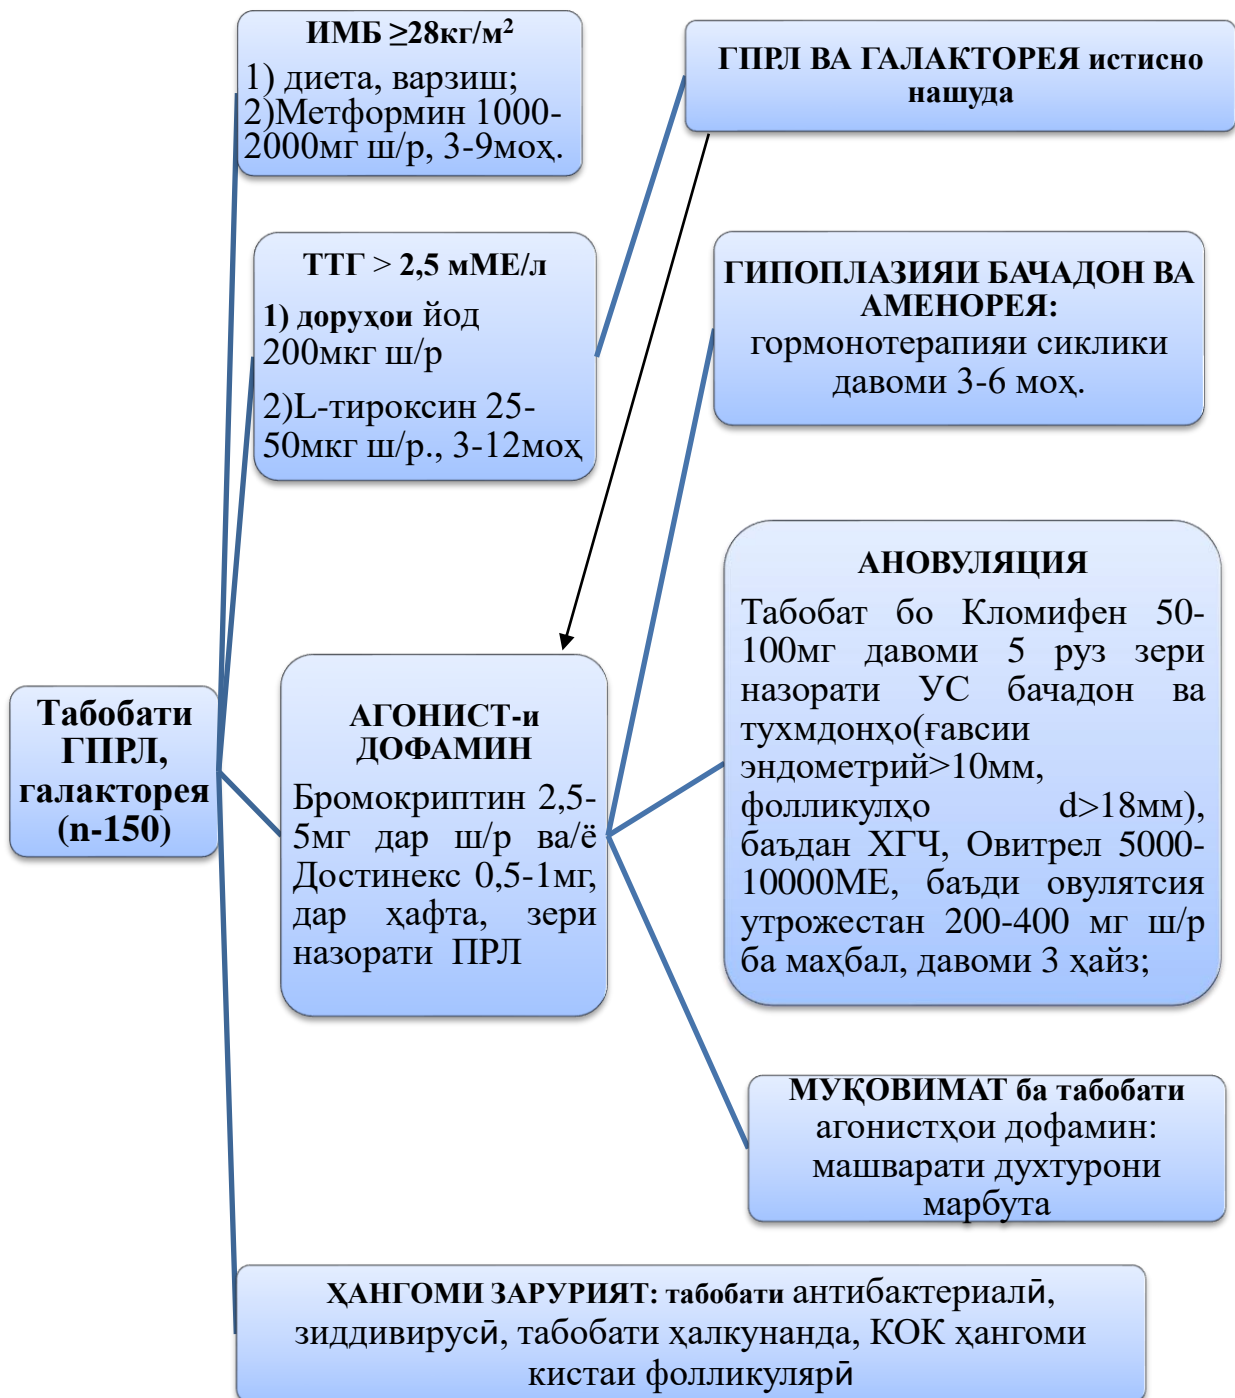 ИМБ ≥28кг/м²
1) диета, варзиш;
2)Метформин 1000-
2000мг ш/р, 3-9моҳ.
ГПРЛ ВА ГАЛАКТОРЕЯ истисно
нашуда
ТТГ > 2,5 мМЕ/л
1) доруҳои йод
200мкг ш/р
2)L-тироксин 25-
50мкг ш/р., 3-12моҳ
ГИПОПЛАЗИЯИ БАЧАДОН ВА
АМЕНОРЕЯ:
гормонотерапияи сиклики
давоми 3-6 моҳ.
Табобати
ГПРЛ,
галакторея
(n-150)
АГОНИСТ-и
ДОФАМИН
Бромокриптин 2,5-
5мг дар ш/р ва/ё
Достинекс 0,5-1мг,
дар ҳафта, зери
назорати ПРЛ
АНОВУЛЯЦИЯ
Табобат бо Кломифен 50-
100мг давоми 5 руз зери
назорати УС бачадон ва
тухмдонҳо(ғавсии
эндометрий>10мм,
фолликулҳо d>18мм),
баъдан ХГЧ, Овитрел 5000-
10000МЕ, баъди овулятсия
утрожестан 200-400 мг ш/р
ба маҳбал, давоми 3 ҳайз;
МУҚОВИМАТ ба табобати
агонистҳои дофамин:
машварати духтурони
марбута
ҲАНГОМИ ЗАРУРИЯТ: табобати антибактериалӣ,
зиддивирусӣ, табобати ҳалкунанда, КОК ҳангоми
кистаи фолликулярӣ